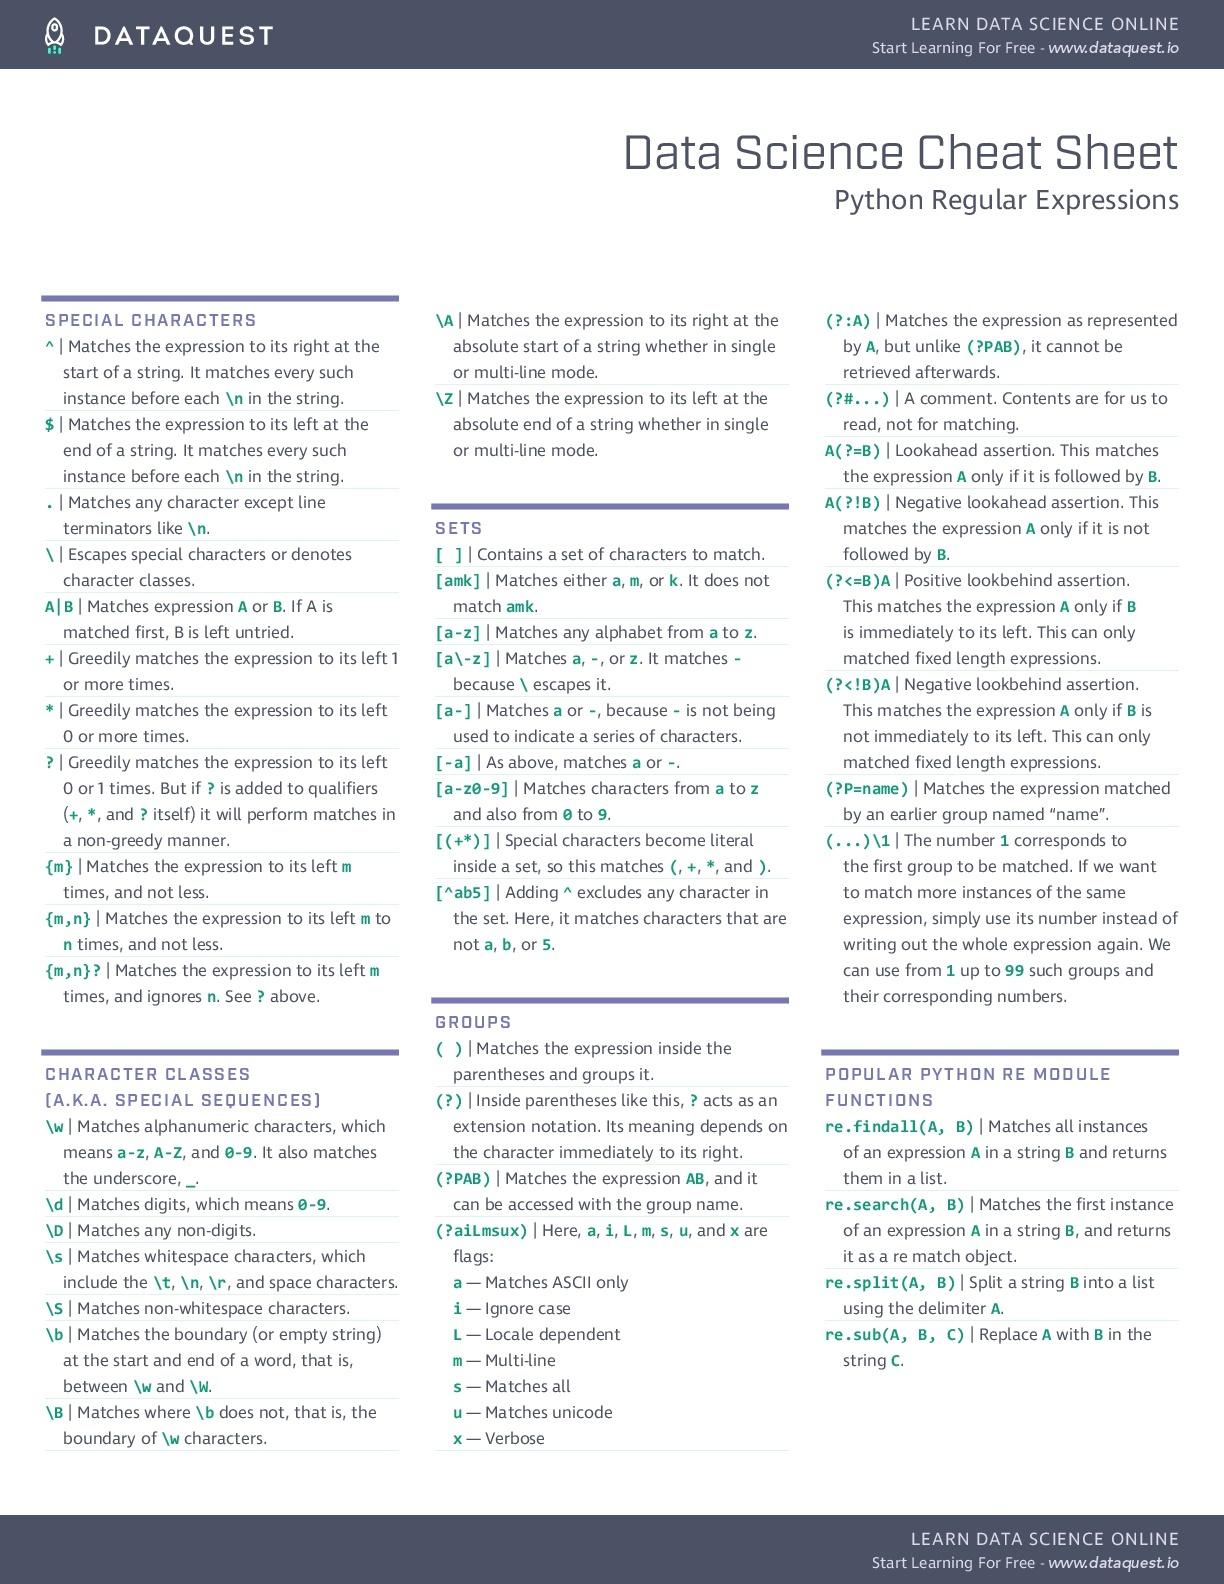 DATAQUEST
LEARN DATA SCIENCE ONLINE
Start Learning For Free - www.dataquest.io
Data Science Cheat Sheet
Python Regular Expressions
SPECIAL CHARACTERS
^ | Matches the expression to its right at the
start of a string. It matches every such
instance before each \n in the string.
$ | Matches the expression to its left at the
end of a string. It matches every such
instance before each \n in the string.
. | Matches any character except line
terminators like \n.
\ | Escapes special characters or denotes
character classes.
A|B | Matches expression A or B. If A is
matched first, B is left untried.
+ | Greedily matches the expression to its left 1
or more times.
* | Greedily matches the expression to its left
0 or more times.
? | Greedily matches the expression to its left
0 or 1 times. But if ? is added to qualifiers
(+, *, and ? itself) it will perform matches in
a non-greedy manner.
{m} | Matches the expression to its left m
times, and not less.
{m,n} | Matches the expression to its left m to
n times, and not less.
{m,n}? | Matches the expression to its left m
times, and ignores n. See ? above.
CHARACTER CLASSES
(A.K.A. SPECIAL SEQUENCES)
\w | Matches alphanumeric characters, which
means a-z, A-Z, and 0-9. It also matches
the underscore, _.
\d | Matches digits, which means 0-9.
\D | Matches any non-digits.
\s | Matches whitespace characters, which
include the \t, \n, \r, and space characters.
\S | Matches non-whitespace characters.
\b | Matches the boundary (or empty string)
at the start and end of a word, that is,
between \w and \W.
\B | Matches where \b does not, that is, the
boundary of \w characters.
\A | Matches the expression to its right at the
absolute start of a string whether in single
or multi-line mode.
\Z | Matches the expression to its left at the
absolute end of a string whether in single
or multi-line mode.
SETS
[ ] | Contains a set of characters to match.
[amk] | Matches either a, m, or k. It does not
match amk.
[a-z] | Matches any alphabet from a to z.
[a\-z] | Matches a, -, or z. It matches -
because \ escapes it.
[a-] | Matches a or -, because - is not being
used to indicate a series of characters.
[-a] | As above, matches a or -.
[a-z0-9] | Matches characters from a to z
and also from 0 to 9.
[(+*)] | Special characters become literal
inside a set, so this matches (, +, *, and ).
[^ab5] | Adding ^ excludes any character in
the set. Here, it matches characters that are
not a, b, or 5.
GROUPS
( ) | Matches the expression inside the
parentheses and groups it.
(?) | Inside parentheses like this, ? acts as an
extension notation. Its meaning depends on
the character immediately to its right.
(?PAB) | Matches the expression AB, and it
can be accessed with the group name.
(?aiLmsux) | Here, a, i, L, m, s, u, and x are
flags:
a — Matches ASCII only
i — Ignore case
L — Locale dependent
m — Multi-line
s — Matches all
u — Matches unicode
x — Verbose
(?:A) | Matches the expression as represented
by A, but unlike (?PAB), it cannot be
retrieved afterwards.
(?#...) | A comment. Contents are for us to
read, not for matching.
A(?=B) | Lookahead assertion. This matches
the expression A only if it is followed by B.
A(?!B) | Negative lookahead assertion. This
matches the expression A only if it is not
followed by B.
(?<=B)A | Positive lookbehind assertion.
This matches the expression A only if B
is immediately to its left. This can only
matched fixed length expressions.
(?<!B)A | Negative lookbehind assertion.
This matches the expression A only if B is
not immediately to its left. This can only
matched fixed length expressions.
(?P=name) | Matches the expression matched
by an earlier group named “name”.
(...)\1 | The number 1 corresponds to
the first group to be matched. If we want
to match more instances of the same
expression, simply use its number instead of
writing out the whole expression again. We
can use from 1 up to 99 such groups and
their corresponding numbers.
POPULAR PYTHON RE MODULE
FUNCTIONS
re.findall(A, B) | Matches all instances
of an expression A in a string B and returns
them in a list.
re.search(A, B) | Matches the first instance
of an expression A in a string B, and returns
it as a re match object.
re.split(A, B) | Split a string B into a list
using the delimiter A.
re.sub(A, B, C) | Replace A with B in the
string C.
LEARN DATA SCIENCE ONLINE
Start Learning For Free - www.dataquest.io